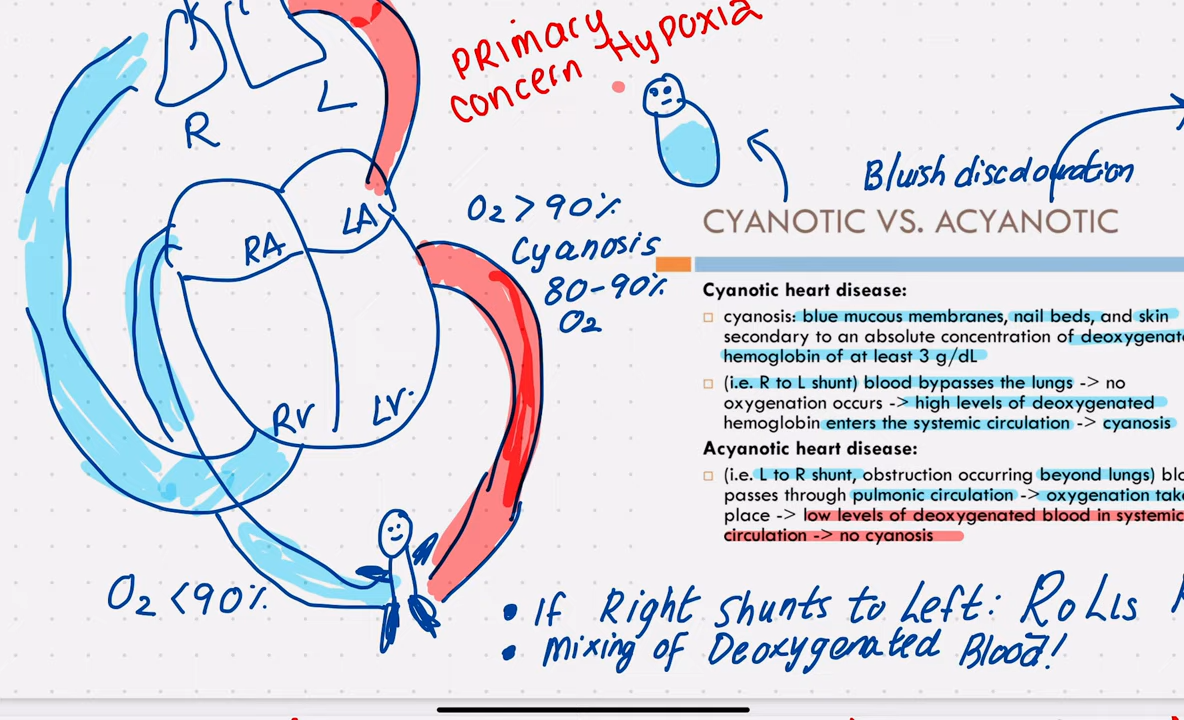 PRimaRy HypoxIa
concern
R
L
Bluish discolouration
O₂ > 90%
Cyanosis
80-90%
O₂
RA
LA
RV
LV
O₂ <90%
CYANOTIC VS. ACYANOTIC
Cyanotic heart disease:
cyanosis: blue mucous membranes, nail beds, and skin
secondary to an absolute concentration of deoxygenat
hemoglobin of at least 3 g/dL
(i.e. R to L shunt) blood bypasses the lungs -> no
oxygenation occurs -> high levels of deoxygenated
hemoglobin enters the systemic circulation -> cyanosis
Acyanotic heart disease:
(i.e. L to R shunt, obstruction occurring beyond lungs) blo
passes through pulmonic circulation -> oxygenation take
place -> low levels of deoxygenated blood in systemic
circulation -> no cyanosis
• If Right shunts to Left: RoLLs
• Mixing of Deoxygenated Blood!